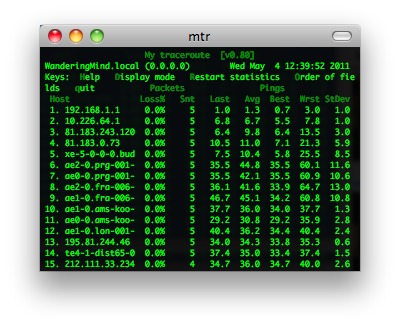 mtr
My traceroute [v0.80]
WanderingMind.local (0.0.0.0) Wed May 4 12:39:52 2011
Keys: Help Display mode Restart statistics Order of fie
lds quit Packets Pings
Host Loss% Snt Last Avg Best Wrst StDev
1. 192.168.1.1 0.0% 5 1.0 1.3 0.7 3.0 1.0
2. 10.226.64.1 0.0% 5 6.8 6.7 5.5 7.8 1.0
3. 81.183.243.120 0.0% 5 6.4 9.8 6.4 13.5 3.0
4. 81.183.0.73 0.0% 5 10.5 11.0 7.1 21.3 5.9
5. xe-5-0-0-0.bud 0.0% 5 7.5 10.4 5.8 25.5 8.5
6. ae2-0.prg-001- 0.0% 5 35.5 44.8 35.5 60.1 11.6
7. ae0-0.prg-001- 0.0% 5 35.5 42.1 35.5 60.9 10.6
8. ae2-0.fra-006- 0.0% 5 36.1 41.6 33.9 64.7 13.0
9. ae1-0.fra-006- 0.0% 5 46.7 45.1 34.2 60.8 10.8
10. ae1-0.ams-koo- 0.0% 5 37.7 36.0 34.0 37.7 1.3
11. ae0-0.ams-koo- 0.0% 5 29.2 30.8 29.2 35.9 2.8
12. ae1-0.lon-001- 0.0% 5 40.4 36.2 34.4 40.4 2.4
13. 195.81.244.46 0.0% 5 34.0 34.3 33.8 35.3 0.6
14. te4-1-dist65-0 0.0% 5 37.4 35.0 33.4 37.4 1.5
15. 212.111.33.234 0.0% 4 34.7 36.0 34.7 40.0 2.6